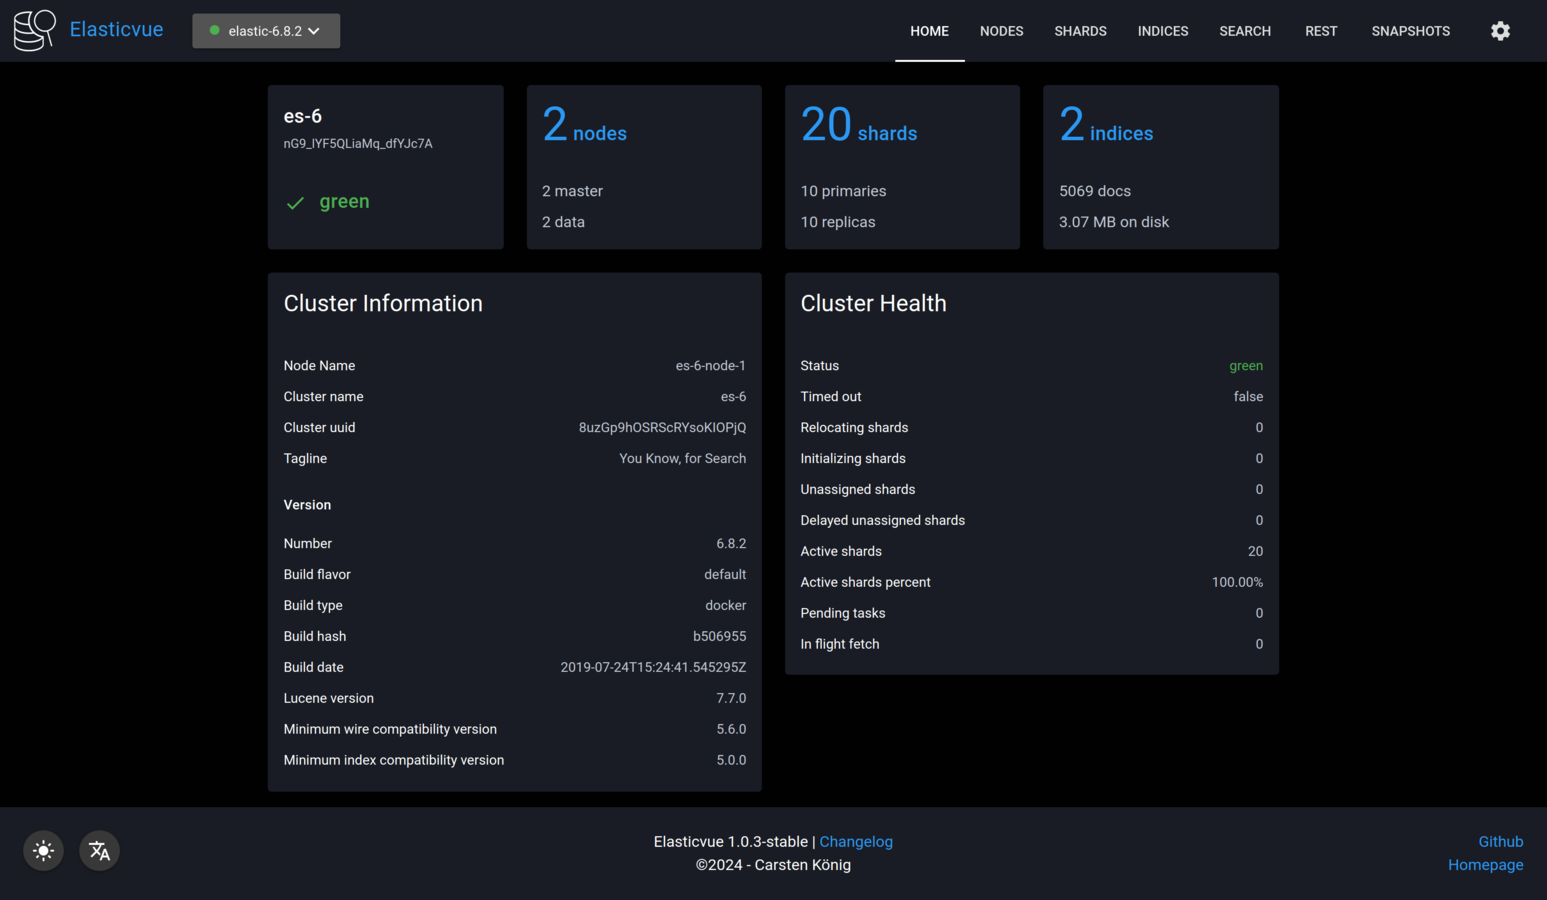 Elasticvue
elastic-6.8.2
HOME
NODES
SHARDS
INDICES
SEARCH
REST
SNAPSHOTS
es-6
nG9_lYF5QLiaMq_dfYJc7A
green
2 nodes
2 master
2 data
20 shards
10 primaries
10 replicas
2 indices
5069 docs
3.07 MB on disk
Cluster Information
Node Name es-6-node-1
Cluster name es-6
Cluster uuid 8uzGp9hOSRScRYsoKIOPjQ
Tagline You Know, for Search
Version
Number 6.8.2
Build flavor default
Build type docker
Build hash b506955
Build date 2019-07-24T15:24:41.545295Z
Lucene version 7.7.0
Minimum wire compatibility version 5.6.0
Minimum index compatibility version 5.0.0
Cluster Health
Status green
Timed out false
Relocating shards 0
Initializing shards 0
Unassigned shards 0
Delayed unassigned shards 0
Active shards 20
Active shards percent 100.00%
Pending tasks 0
In flight fetch 0
Elasticvue 1.0.3-stable | Changelog
©2024 - Carsten König
Github
Homepage